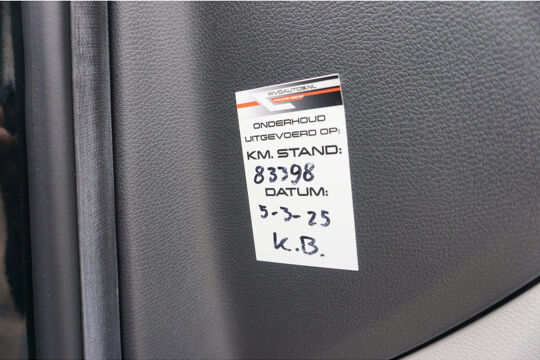 WVGAUTOS.NL
ONDERHOUD
UITGEVOERD OP:
KM. STAND:
83398
DATUM:
5-3-25
K.B.